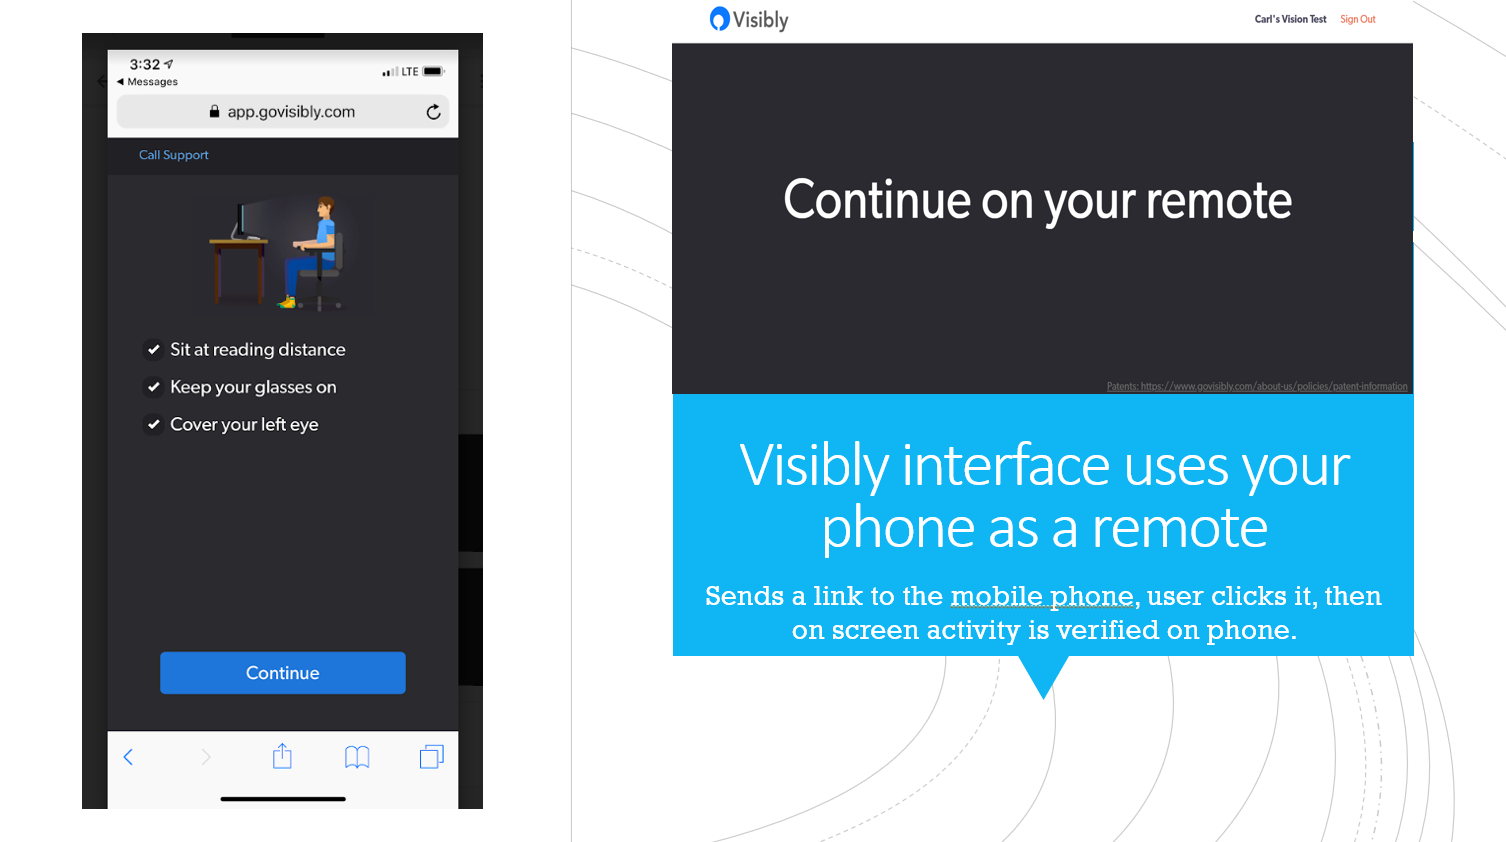 3:32
Messages
LTE
app.govisibly.com
Call Support
Sit at reading distance
Keep your glasses on
Cover your left eye
Continue
Visibly
Carl's Vision Test
Sign Out
Continue on your remote
Patents: https://www.govisibly.com/about-us/policies/patent-information
Visibly interface uses your
phone as a remote
Sends a link to the mobile phone, user clicks it, then
on screen activity is verified on phone.